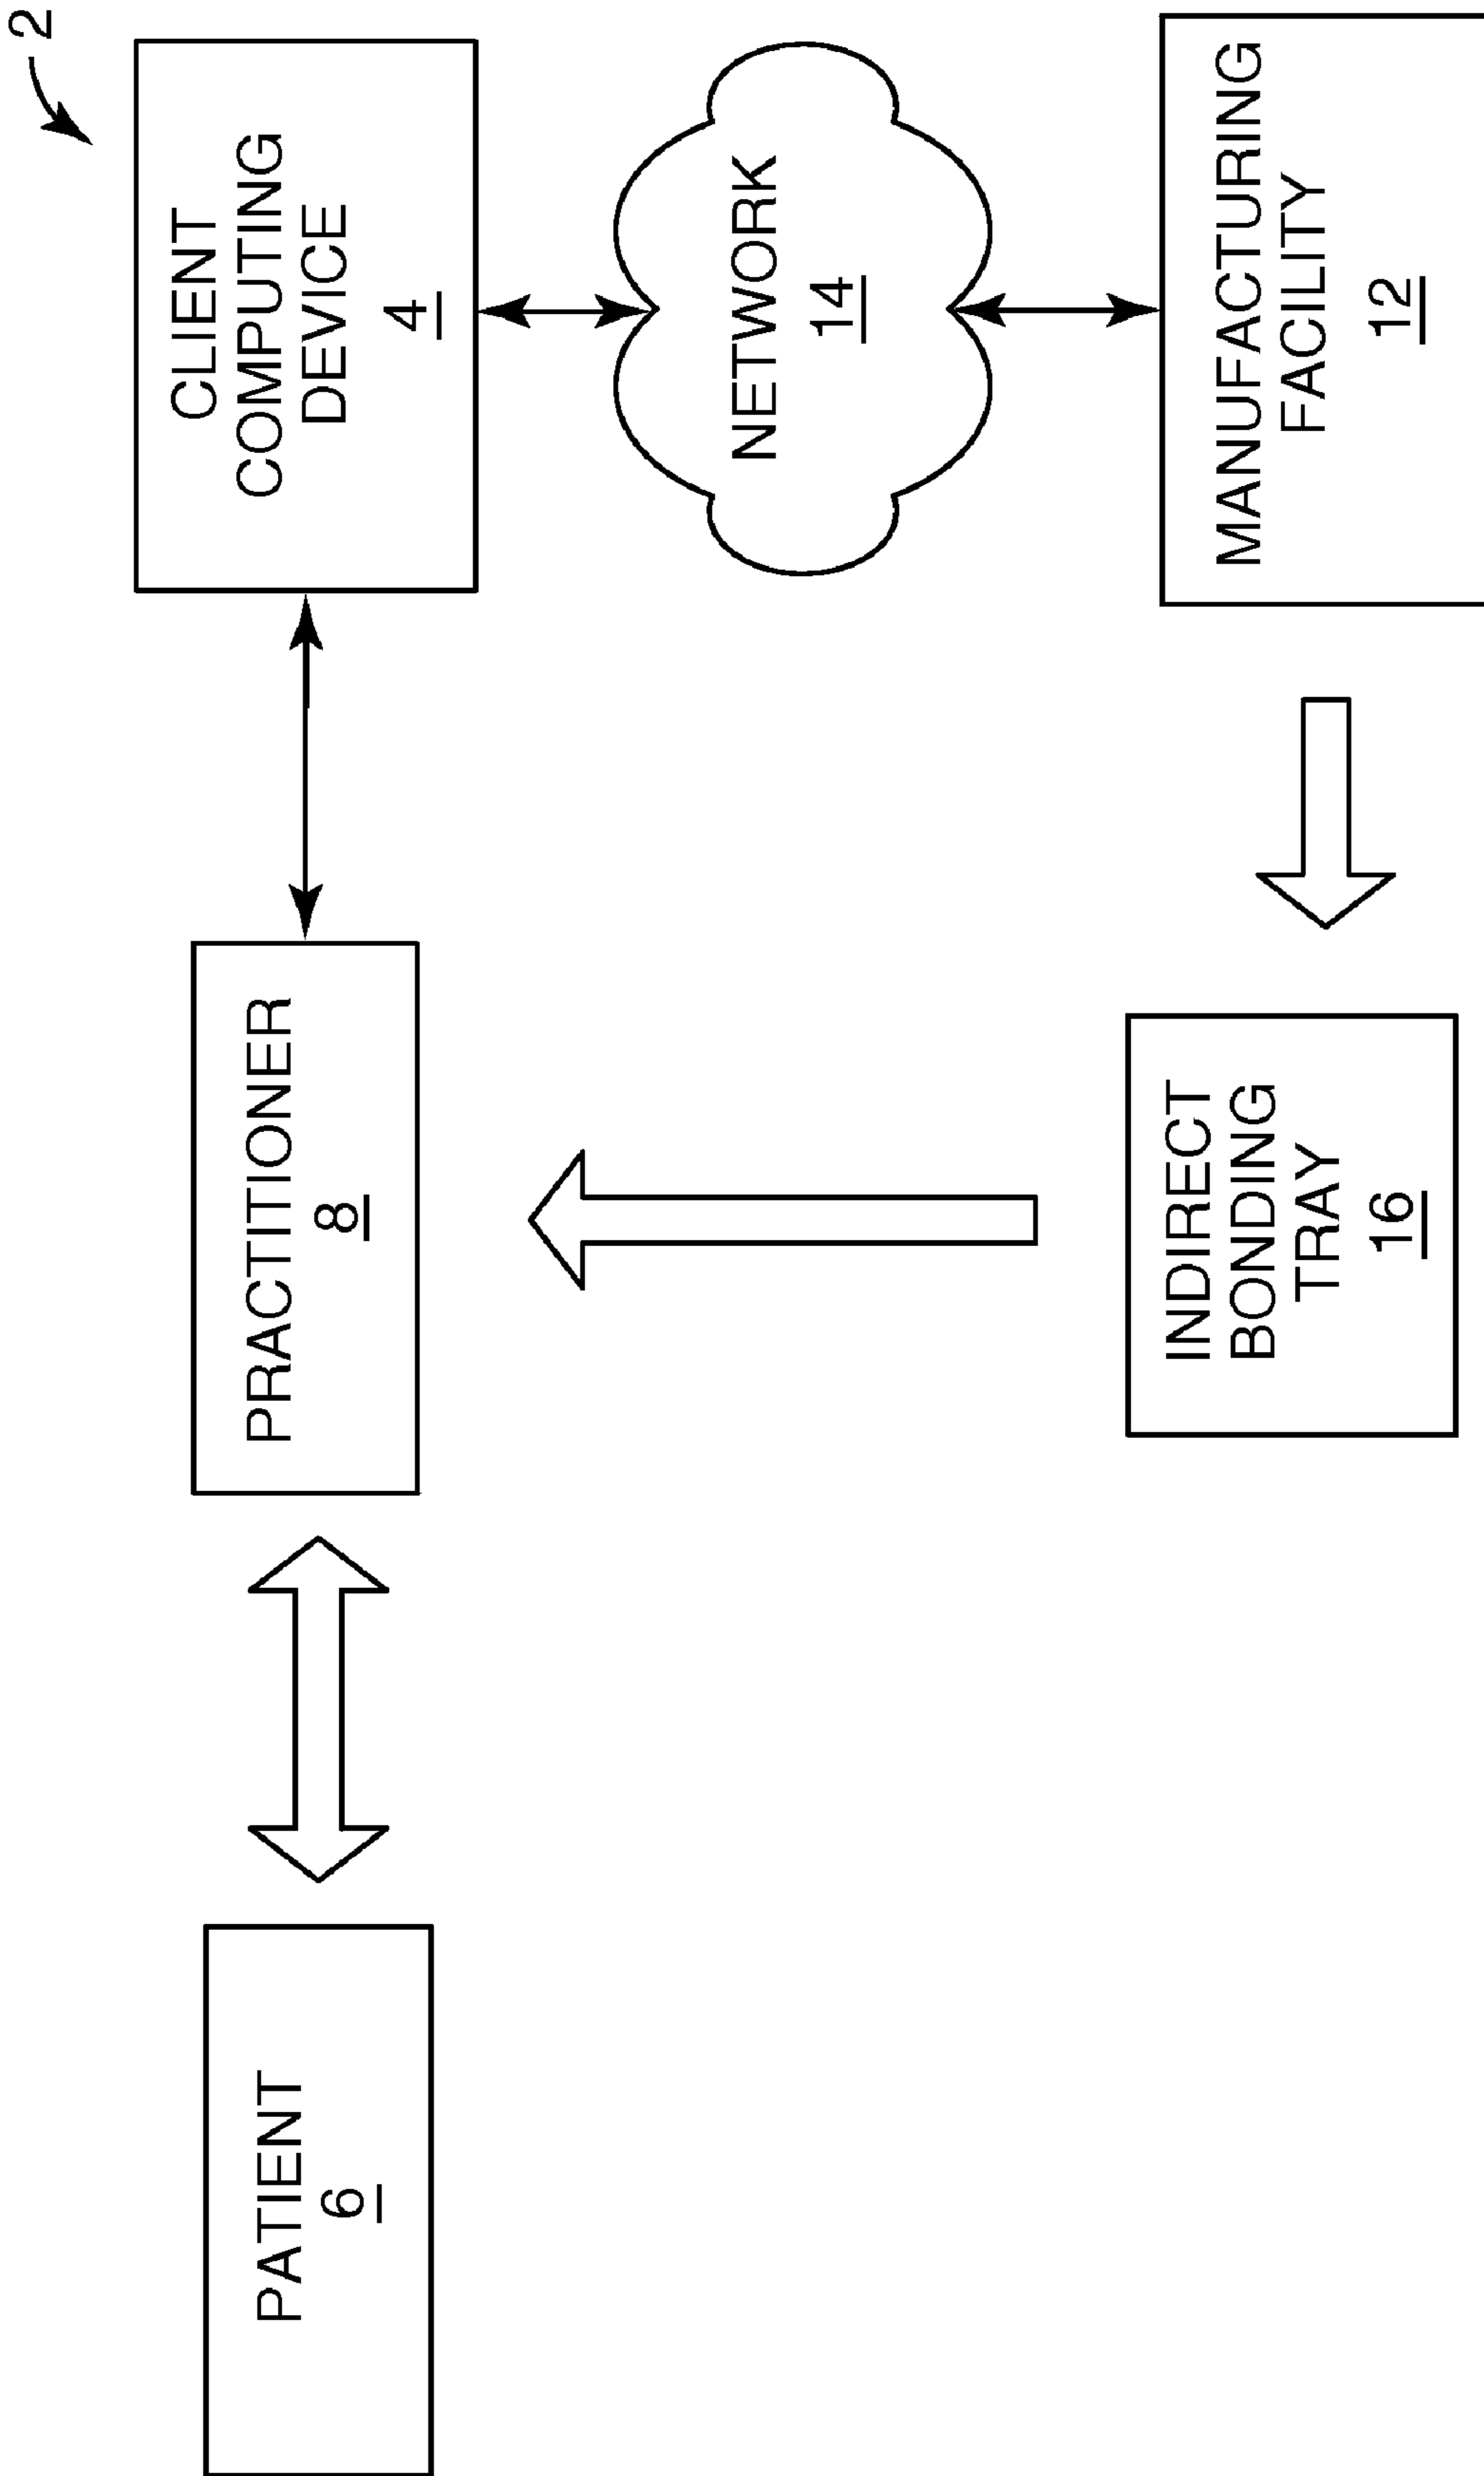 2
PATIENT
6
PRACTITIONER
8
CLIENT
COMPUTING
DEVICE
4
NETWORK
14
INDIRECT
BONDING
TRAY
16
MANUFACTURING
FACILITY
12